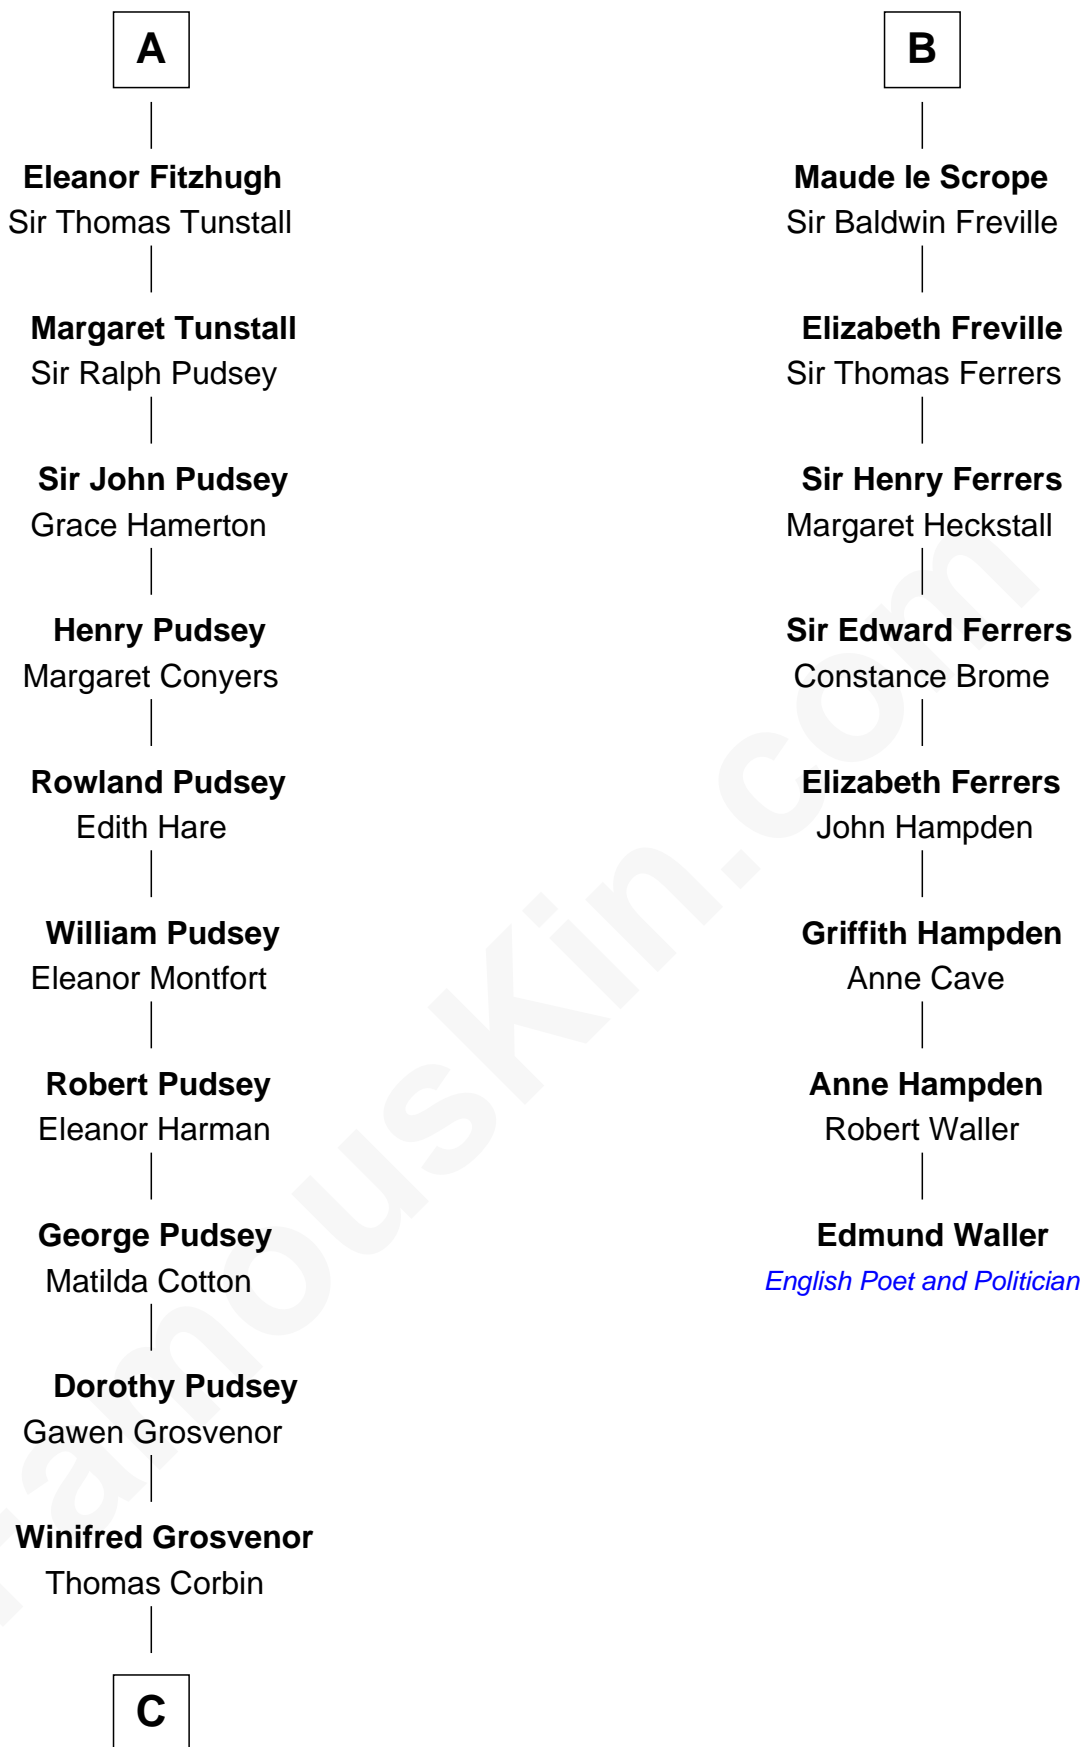 A
Eleanor Fitzhugh
Sir Thomas Tunstall
Margaret Tunstall
Sir Ralph Pudsey
Sir John Pudsey
Grace Hamerton
Henry Pudsey
Margaret Conyers
Rowland Pudsey
Edith Hare
William Pudsey
Eleanor Montfort
Robert Pudsey
Eleanor Harman
George Pudsey
Matilda Cotton
Dorothy Pudsey
Gawen Grosvenor
Winifred Grosvenor
Thomas Corbin
C
B
Maude le Scrope
Sir Baldwin Freville
Elizabeth Freville
Sir Thomas Ferrers
Sir Henry Ferrers
Margaret Heckstall
Sir Edward Ferrers
Constance Brome
Elizabeth Ferrers
John Hampden
Griffith Hampden
Anne Cave
Anne Hampden
Robert Waller
Edmund Waller
English Poet and Politician
FamousKin.com